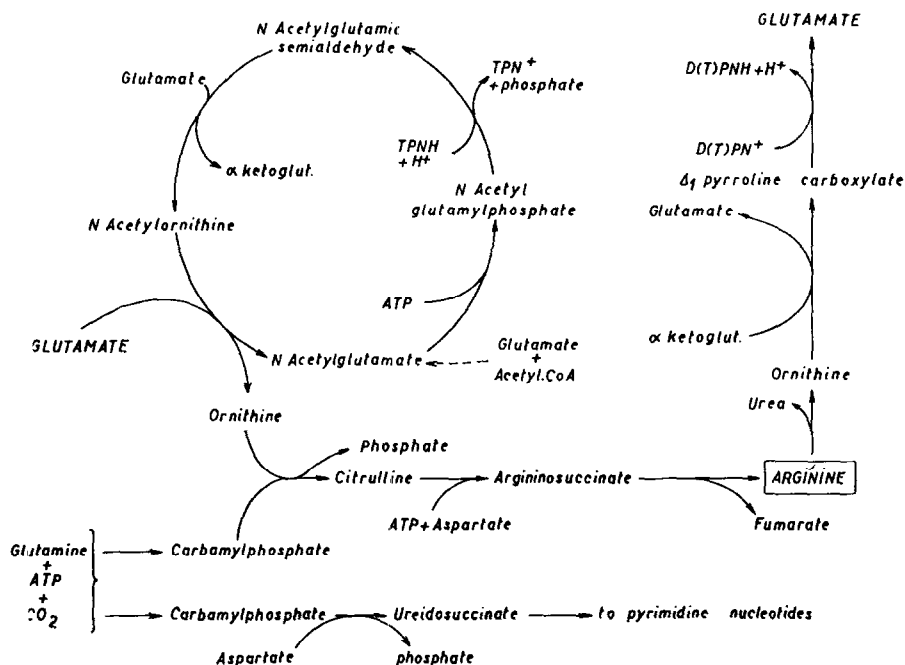 GLUTAMATE
N Acetylglutamic
semialdehyde
D(T)PNH+H+
Glutamate
TPN+
+phosphate
TPNH
+H+
D(T)PN+
α ketoglut.
Δ1 pyrroline carboxylate
N Acetyl
glutamylphosphate
Glutamate
N Acetylornithine
ATP
GLUTAMATE
N Acetylglutamate
Glutamate
+
Acetyl.CoA
α ketoglut.
Ornithine
Ornithine
Urea
Phosphate
Citrulline
Argininosuccinate
ARGININE
ATP+Aspartate
Fumarate
Glutamine
+
ATP
+
CO2
Carbamylphosphate
Carbamylphosphate
Ureidosuccinate
to pyrimidine nucleotides
Aspartate
phosphate